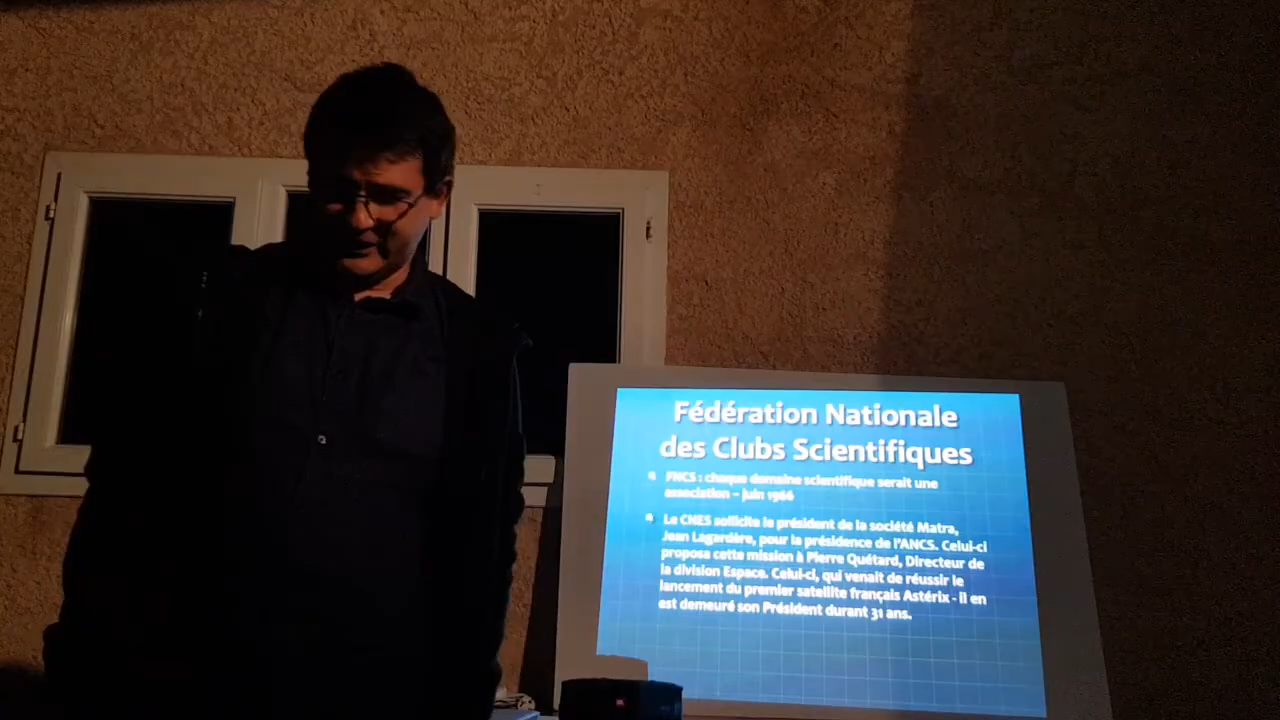 Fédération Nationale
des Clubs Scientifiques
FNCS : chaque domaine scientifique serait une
association – juin 1966
Le CNES sollicite le président de la société Matra,
Jean Lagardère, pour la présidence de l'ANCS. Celui-ci
proposa cette mission à Pierre Quétard, Directeur de
la division Espace. Celui-ci, qui venait de réussir le
lancement du premier satellite français Astérix - il en
est demeuré son Président durant 31 ans.